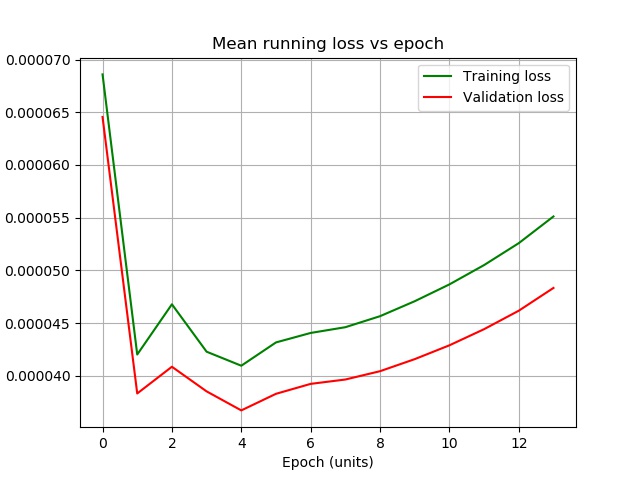 Mean running loss vs epoch
Training loss
Validation loss
0.000070
0.000065
0.000060
0.000055
0.000050
0.000045
0.000040
0 2 4 6 8 10 12
Epoch (units)